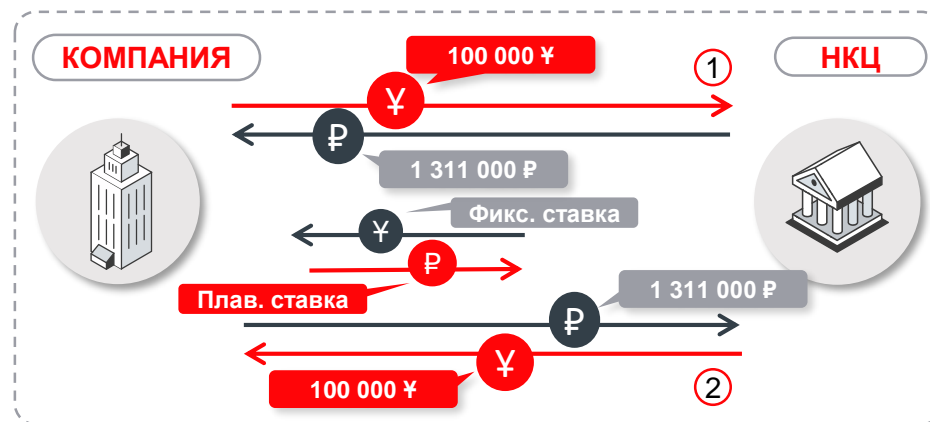 КОМПАНИЯ
НКЦ
100 000 ¥
1
¥
₽
1 311 000 ₽
Фикс. ставка
¥
₽
Плав. ставка
1 311 000 ₽
₽
¥
100 000 ¥
2